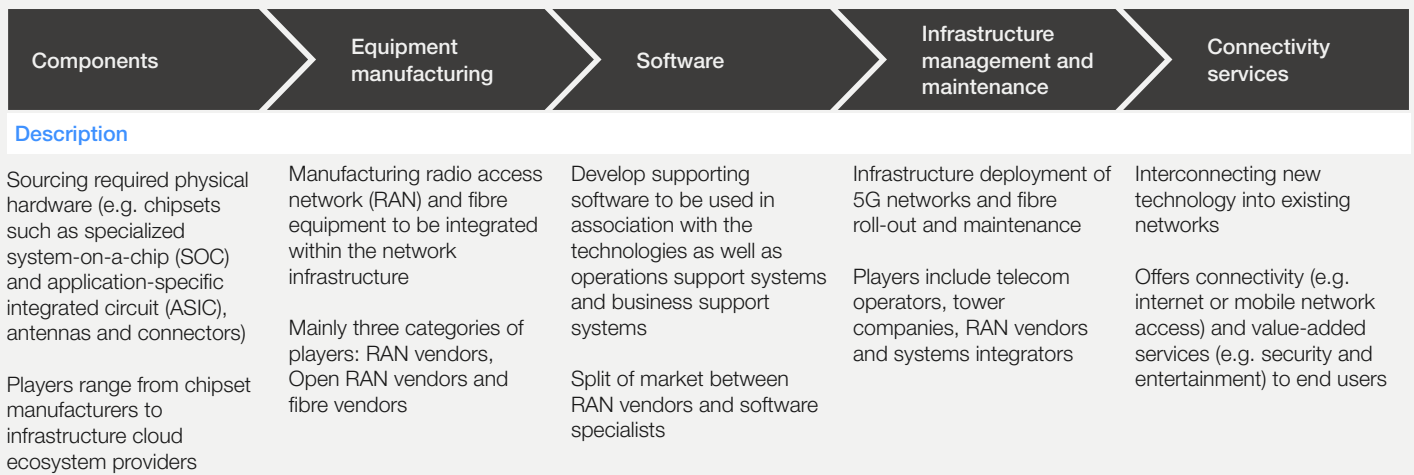 Components
Equipment
manufacturing
Software
Infrastructure
management and
maintenance
Connectivity
services
Description
Sourcing required physical
hardware (e.g. chipsets
such as specialized
system-on-a-chip (SOC)
and application-specific
integrated circuit (ASIC),
antennas and connectors)
Players range from chipset
manufacturers to
infrastructure cloud
ecosystem providers
Manufacturing radio access
network (RAN) and fibre
equipment to be integrated
within the network
infrastructure
Mainly three categories of
players: RAN vendors,
Open RAN vendors and
fibre vendors
Develop supporting
software to be used in
association with the
technologies as well as
operations support systems
and business support
systems
Split of market between
RAN vendors and software
specialists
Infrastructure deployment of
5G networks and fibre
roll-out and maintenance
Players include telecom
operators, tower
companies, RAN vendors
and systems integrators
Interconnecting new
technology into existing
networks
Offers connectivity (e.g.
internet or mobile network
access) and value-added
services (e.g. security and
entertainment) to end users